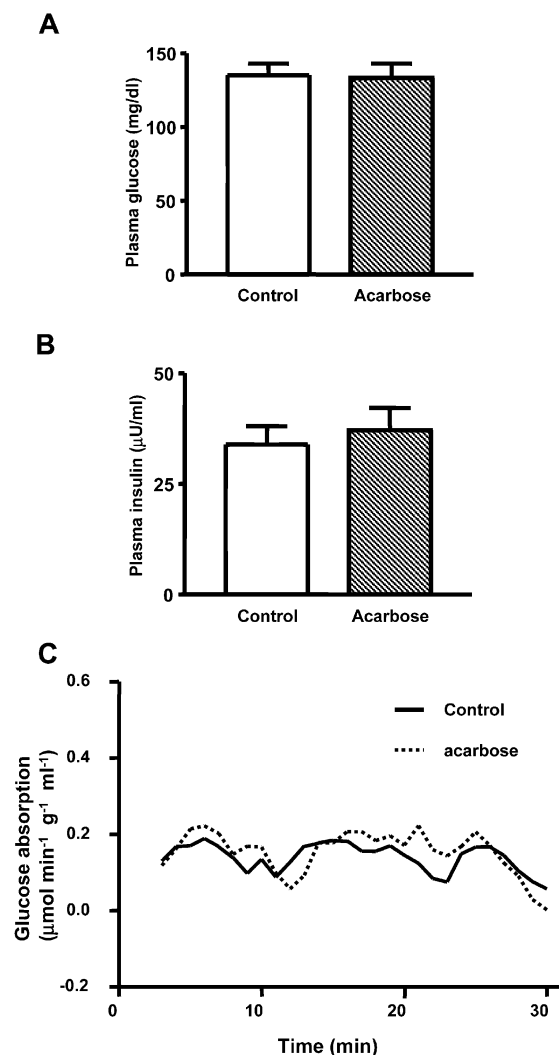 A
Plasma glucose (mg/dl)
150
100
50
0
Control Acarbose
B
Plasma insulin (μU/ml)
50
25
0
Control Acarbose
C
Glucose absorption
(μmol min⁻¹ g⁻¹ ml⁻¹)
0.6
0.4
0.2
0.0
-0.2
Control
acarbose
0 10 20 30
Time (min)